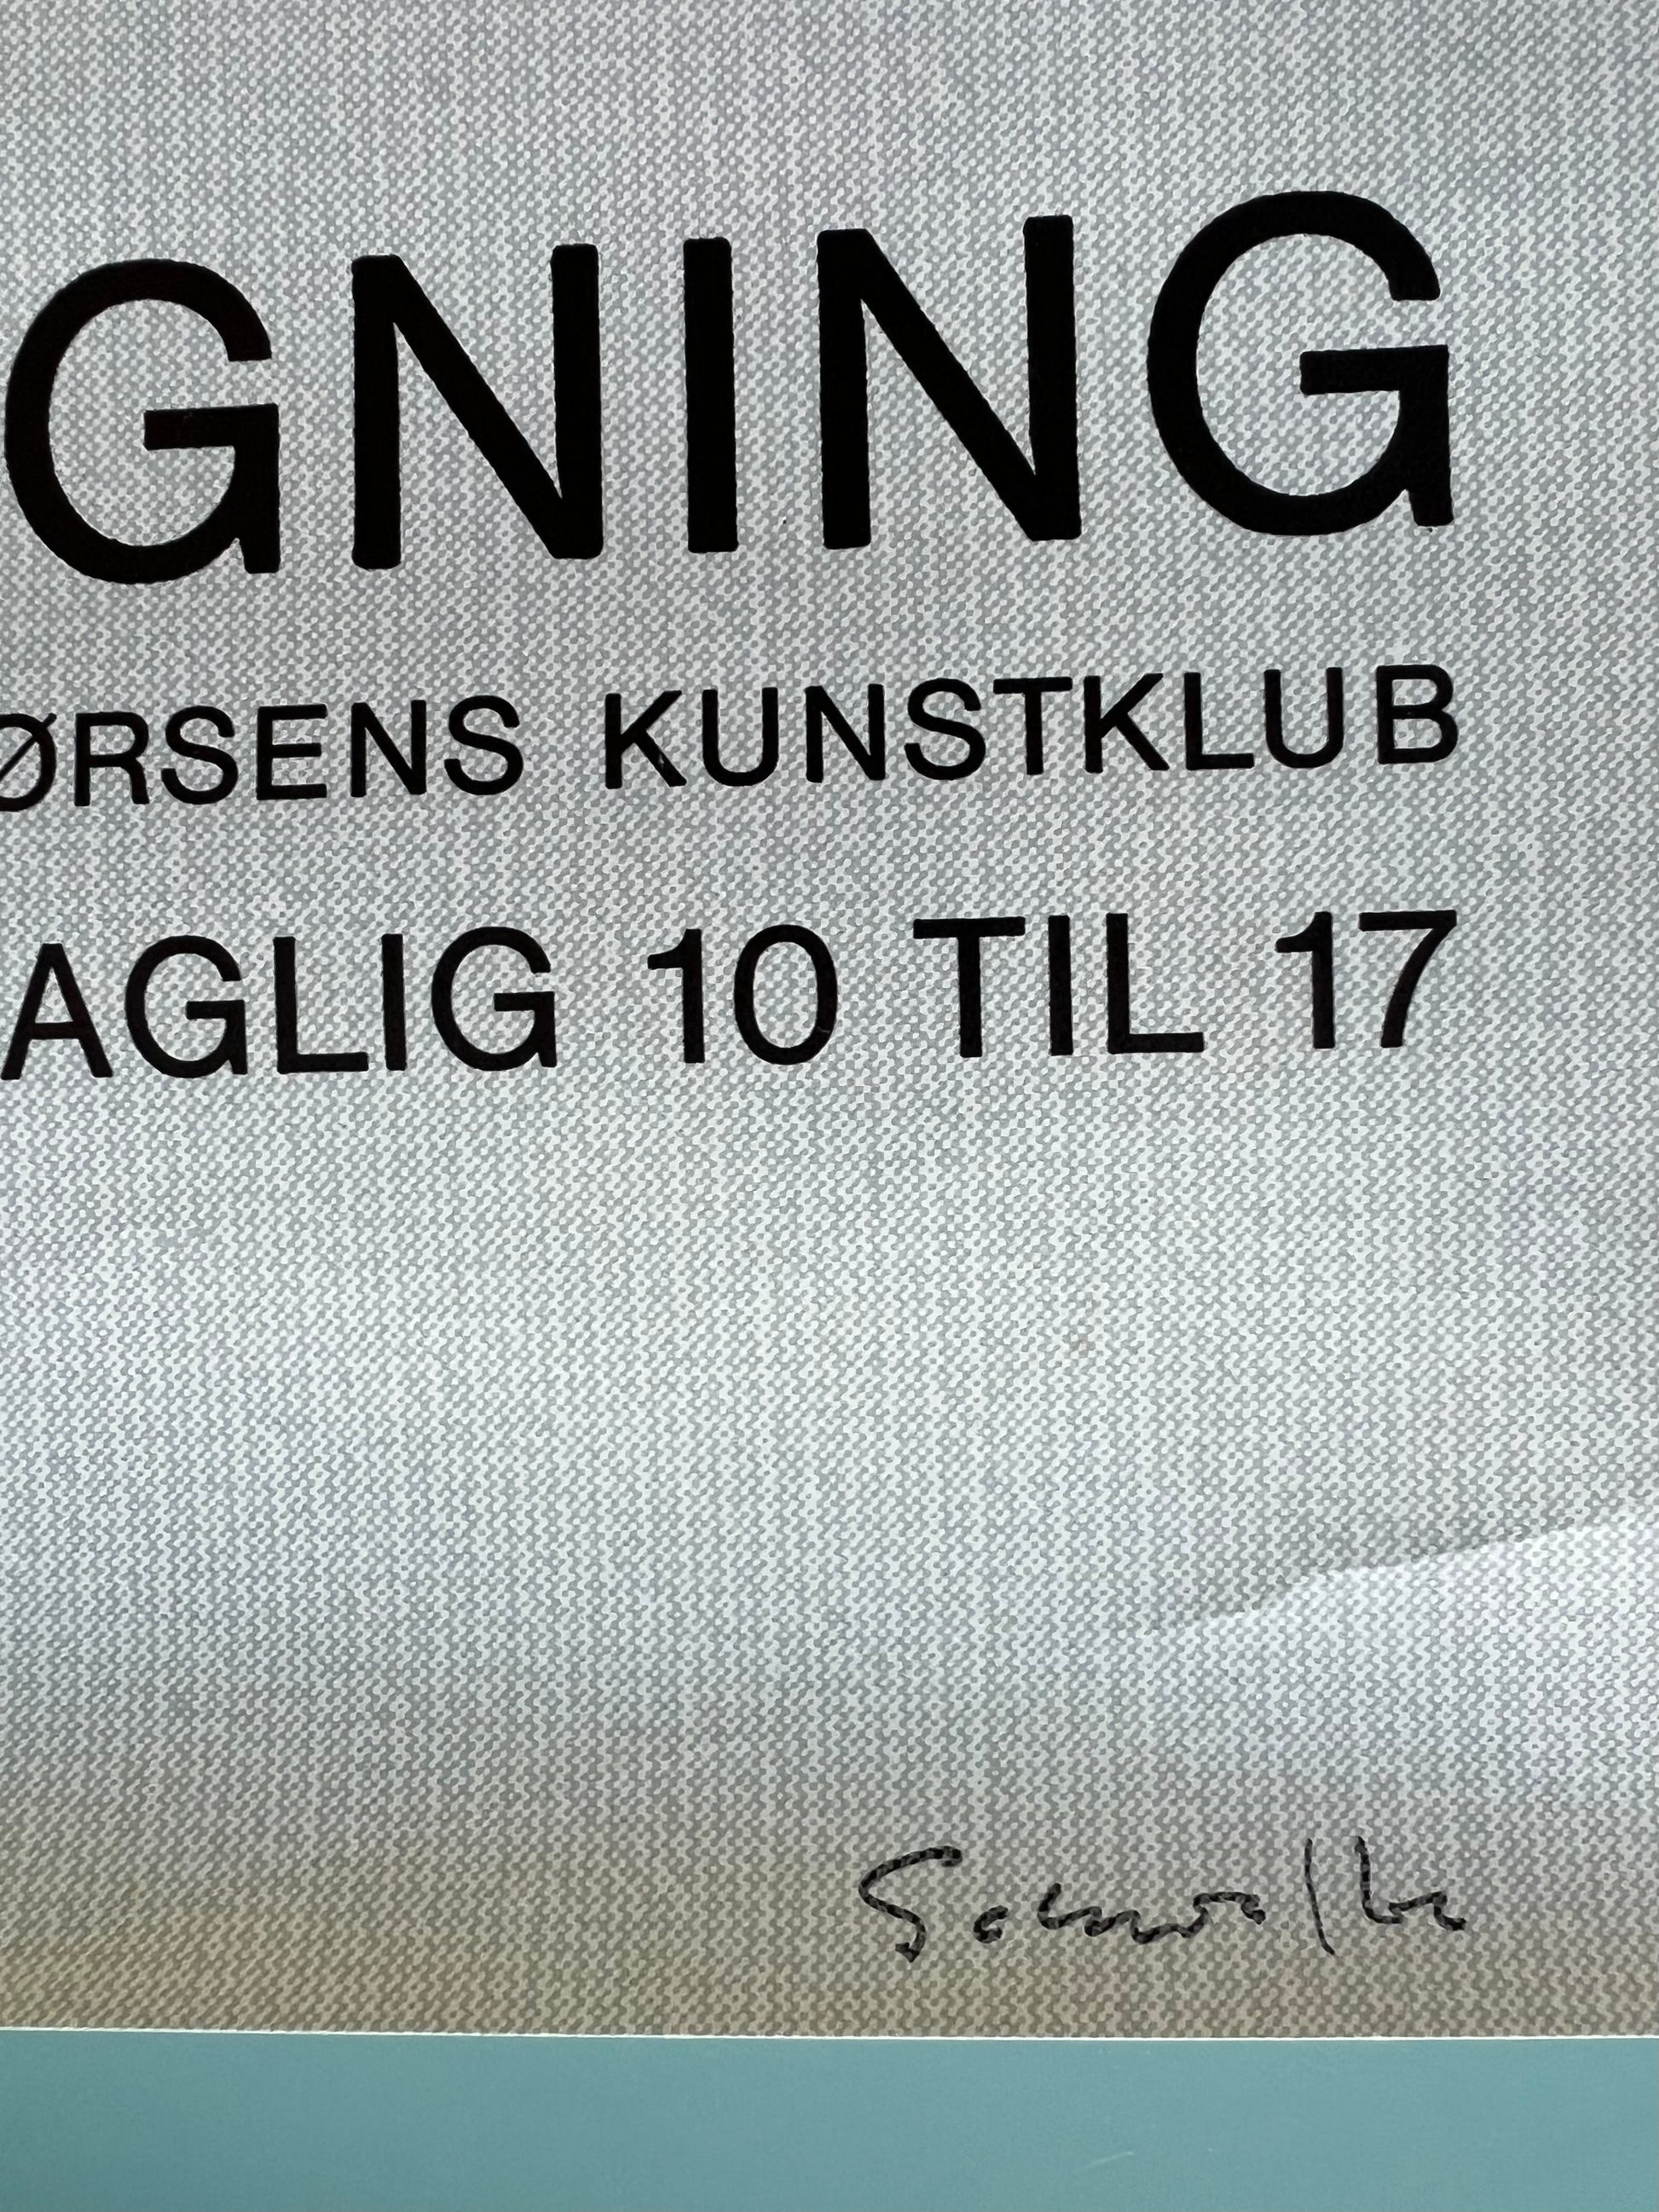 GNING
ØRSENS KUNSTKLUB
AGLIG 10 TIL 17